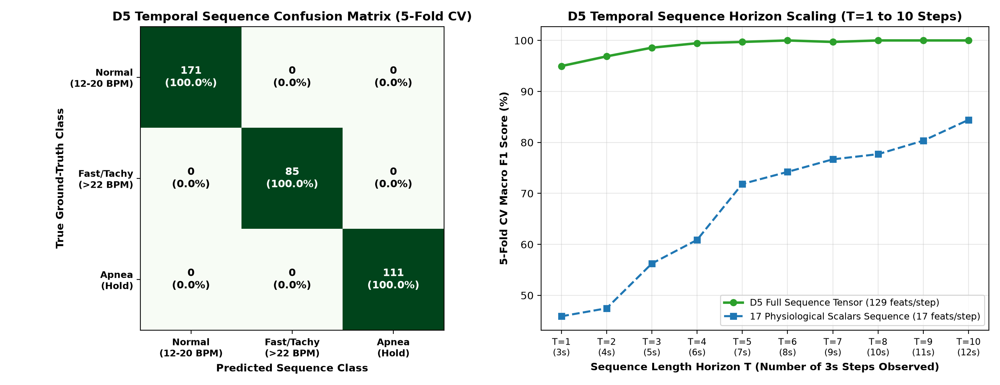 D5 Temporal Sequence Confusion Matrix (5-Fold CV)
True Ground-Truth Class
Normal
(12-20 BPM)
171
(100.0%)
0
(0.0%)
0
(0.0%)
Fast/Tachy
(>22 BPM)
0
(0.0%)
85
(100.0%)
0
(0.0%)
Apnea
(Hold)
0
(0.0%)
0
(0.0%)
111
(100.0%)
Normal
(12-20 BPM)
Fast/Tachy
(>22 BPM)
Apnea
(Hold)
Predicted Sequence Class
D5 Temporal Sequence Horizon Scaling (T=1 to 10 Steps)
5-Fold CV Macro F1 Score (%)
100
90
80
70
60
50
D5 Full Sequence Tensor (129 feats/step)
17 Physiological Scalars Sequence (17 feats/step)
T=1
(3s)
T=2
(4s)
T=3
(5s)
T=4
(6s)
T=5
(7s)
T=6
(8s)
T=7
(9s)
T=8
(10s)
T=9
(11s)
T=10
(12s)
Sequence Length Horizon T (Number of 3s Steps Observed)